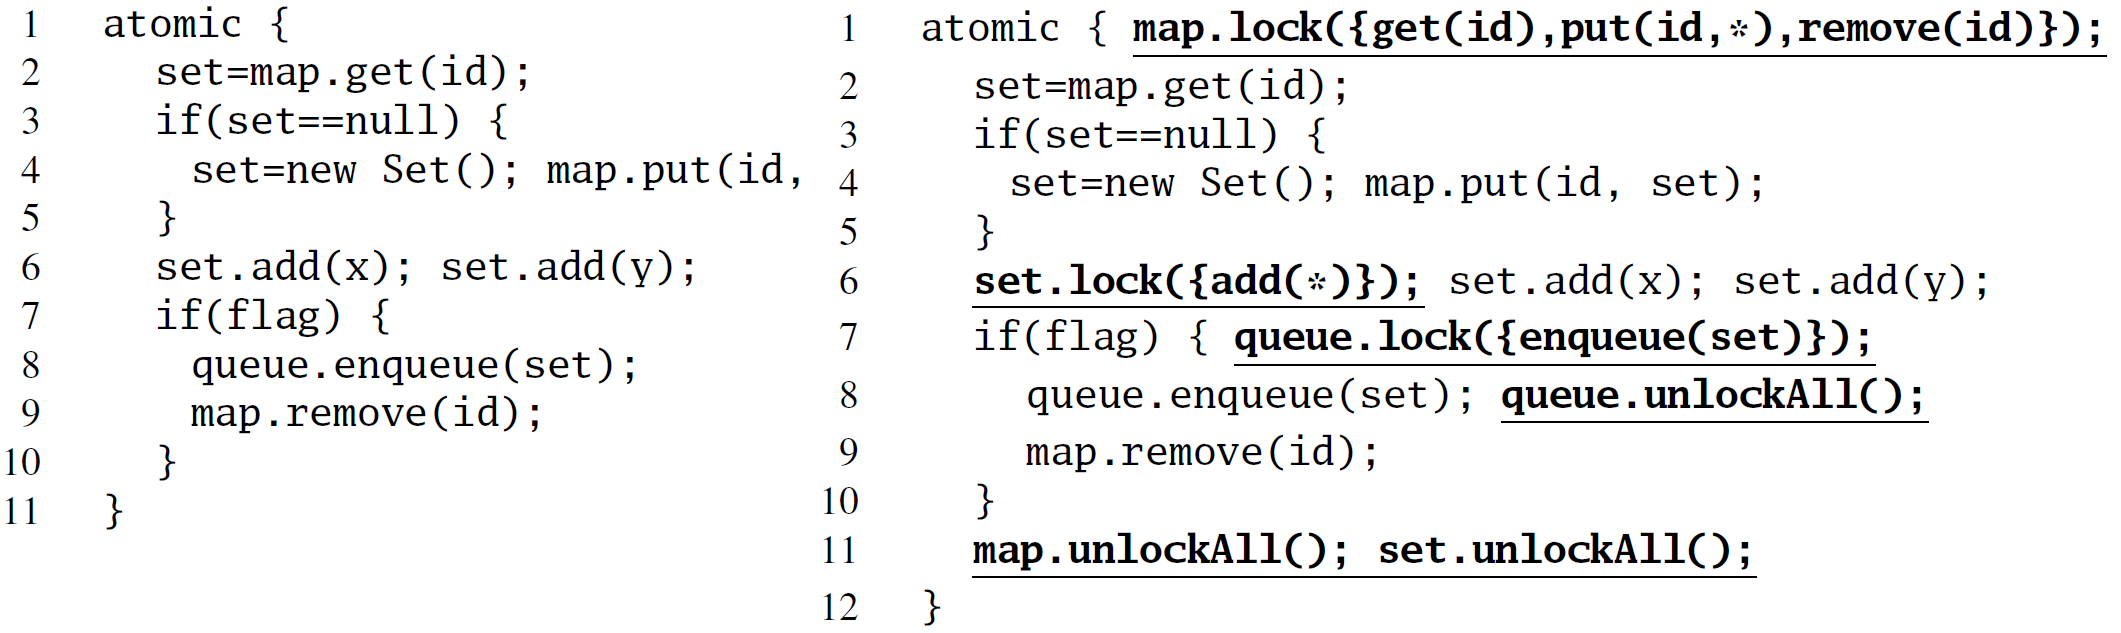 1 atomic {
2 set=map.get(id);
3 if(set==null) {
4 set=new Set(); map.put(id,
5 }
6 set.add(x); set.add(y);
7 if(flag) {
8 queue.enqueue(set);
9 map.remove(id);
10 }
11 }
1 atomic { map.lock({get(id),put(id,*),remove(id)});
2 set=map.get(id);
3 if(set==null) {
4 set=new Set(); map.put(id, set);
5 }
6 set.lock({add(*)}); set.add(x); set.add(y);
7 if(flag) { queue.lock({enqueue(set)});
8 queue.enqueue(set); queue.unlockAll();
9 map.remove(id);
10 }
11 map.unlockAll(); set.unlockAll();
12 }